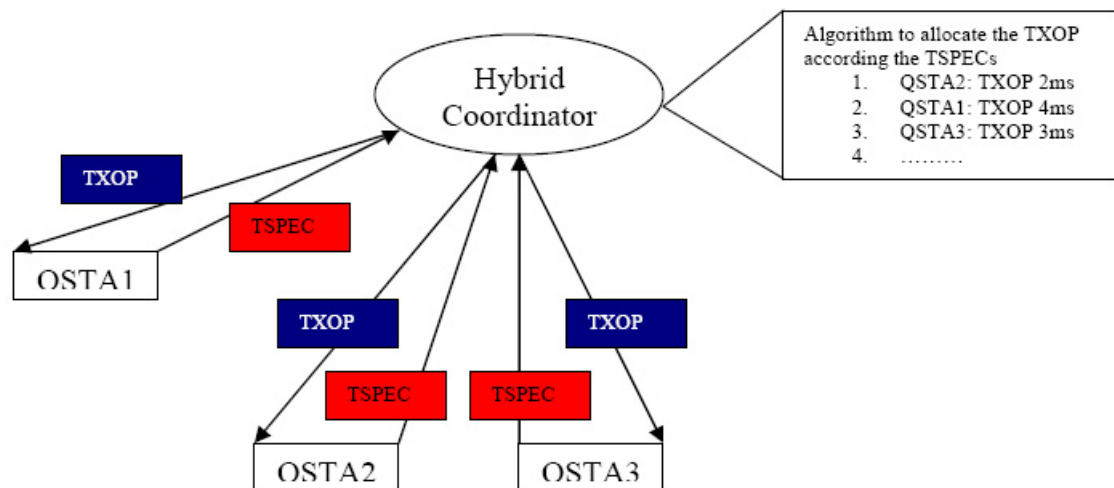 Hybrid
Coordinator
Algorithm to allocate the TXOP
according the TSPECs
1. QSTA2: TXOP 2ms
2. QSTA1: TXOP 4ms
3. QSTA3: TXOP 3ms
4. .........
TXOP
TSPEC
QSTA1
TXOP
TXOP
TSPEC
TSPEC
QSTA2
QSTA3